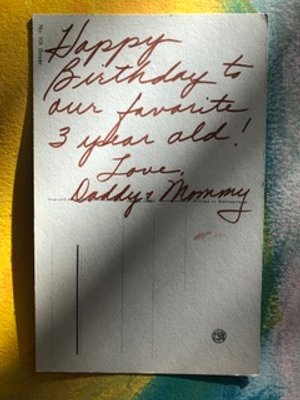 Happy
Birthday to
our favorite
3 year old!
Love,
Daddy & Mommy